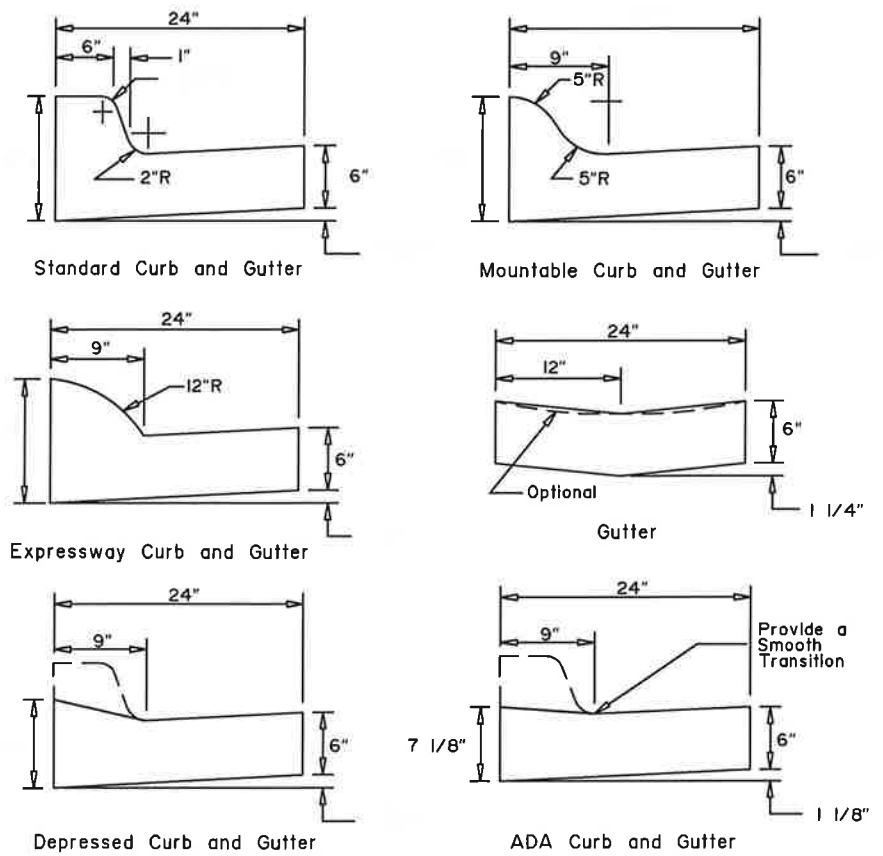 24"
6"
1"
2"R
6"
Standard Curb and Gutter
9"
5"R
5"R
6"
Mountable Curb and Gutter
24"
9"
12"R
6"
Expressway Curb and Gutter
24"
12"
6"
Optional
1 1/4"
Gutter
24"
9"
6"
Depressed Curb and Gutter
24"
9"
Provide a
Smooth
Transition
7 1/8"
6"
1 1/8"
ADA Curb and Gutter